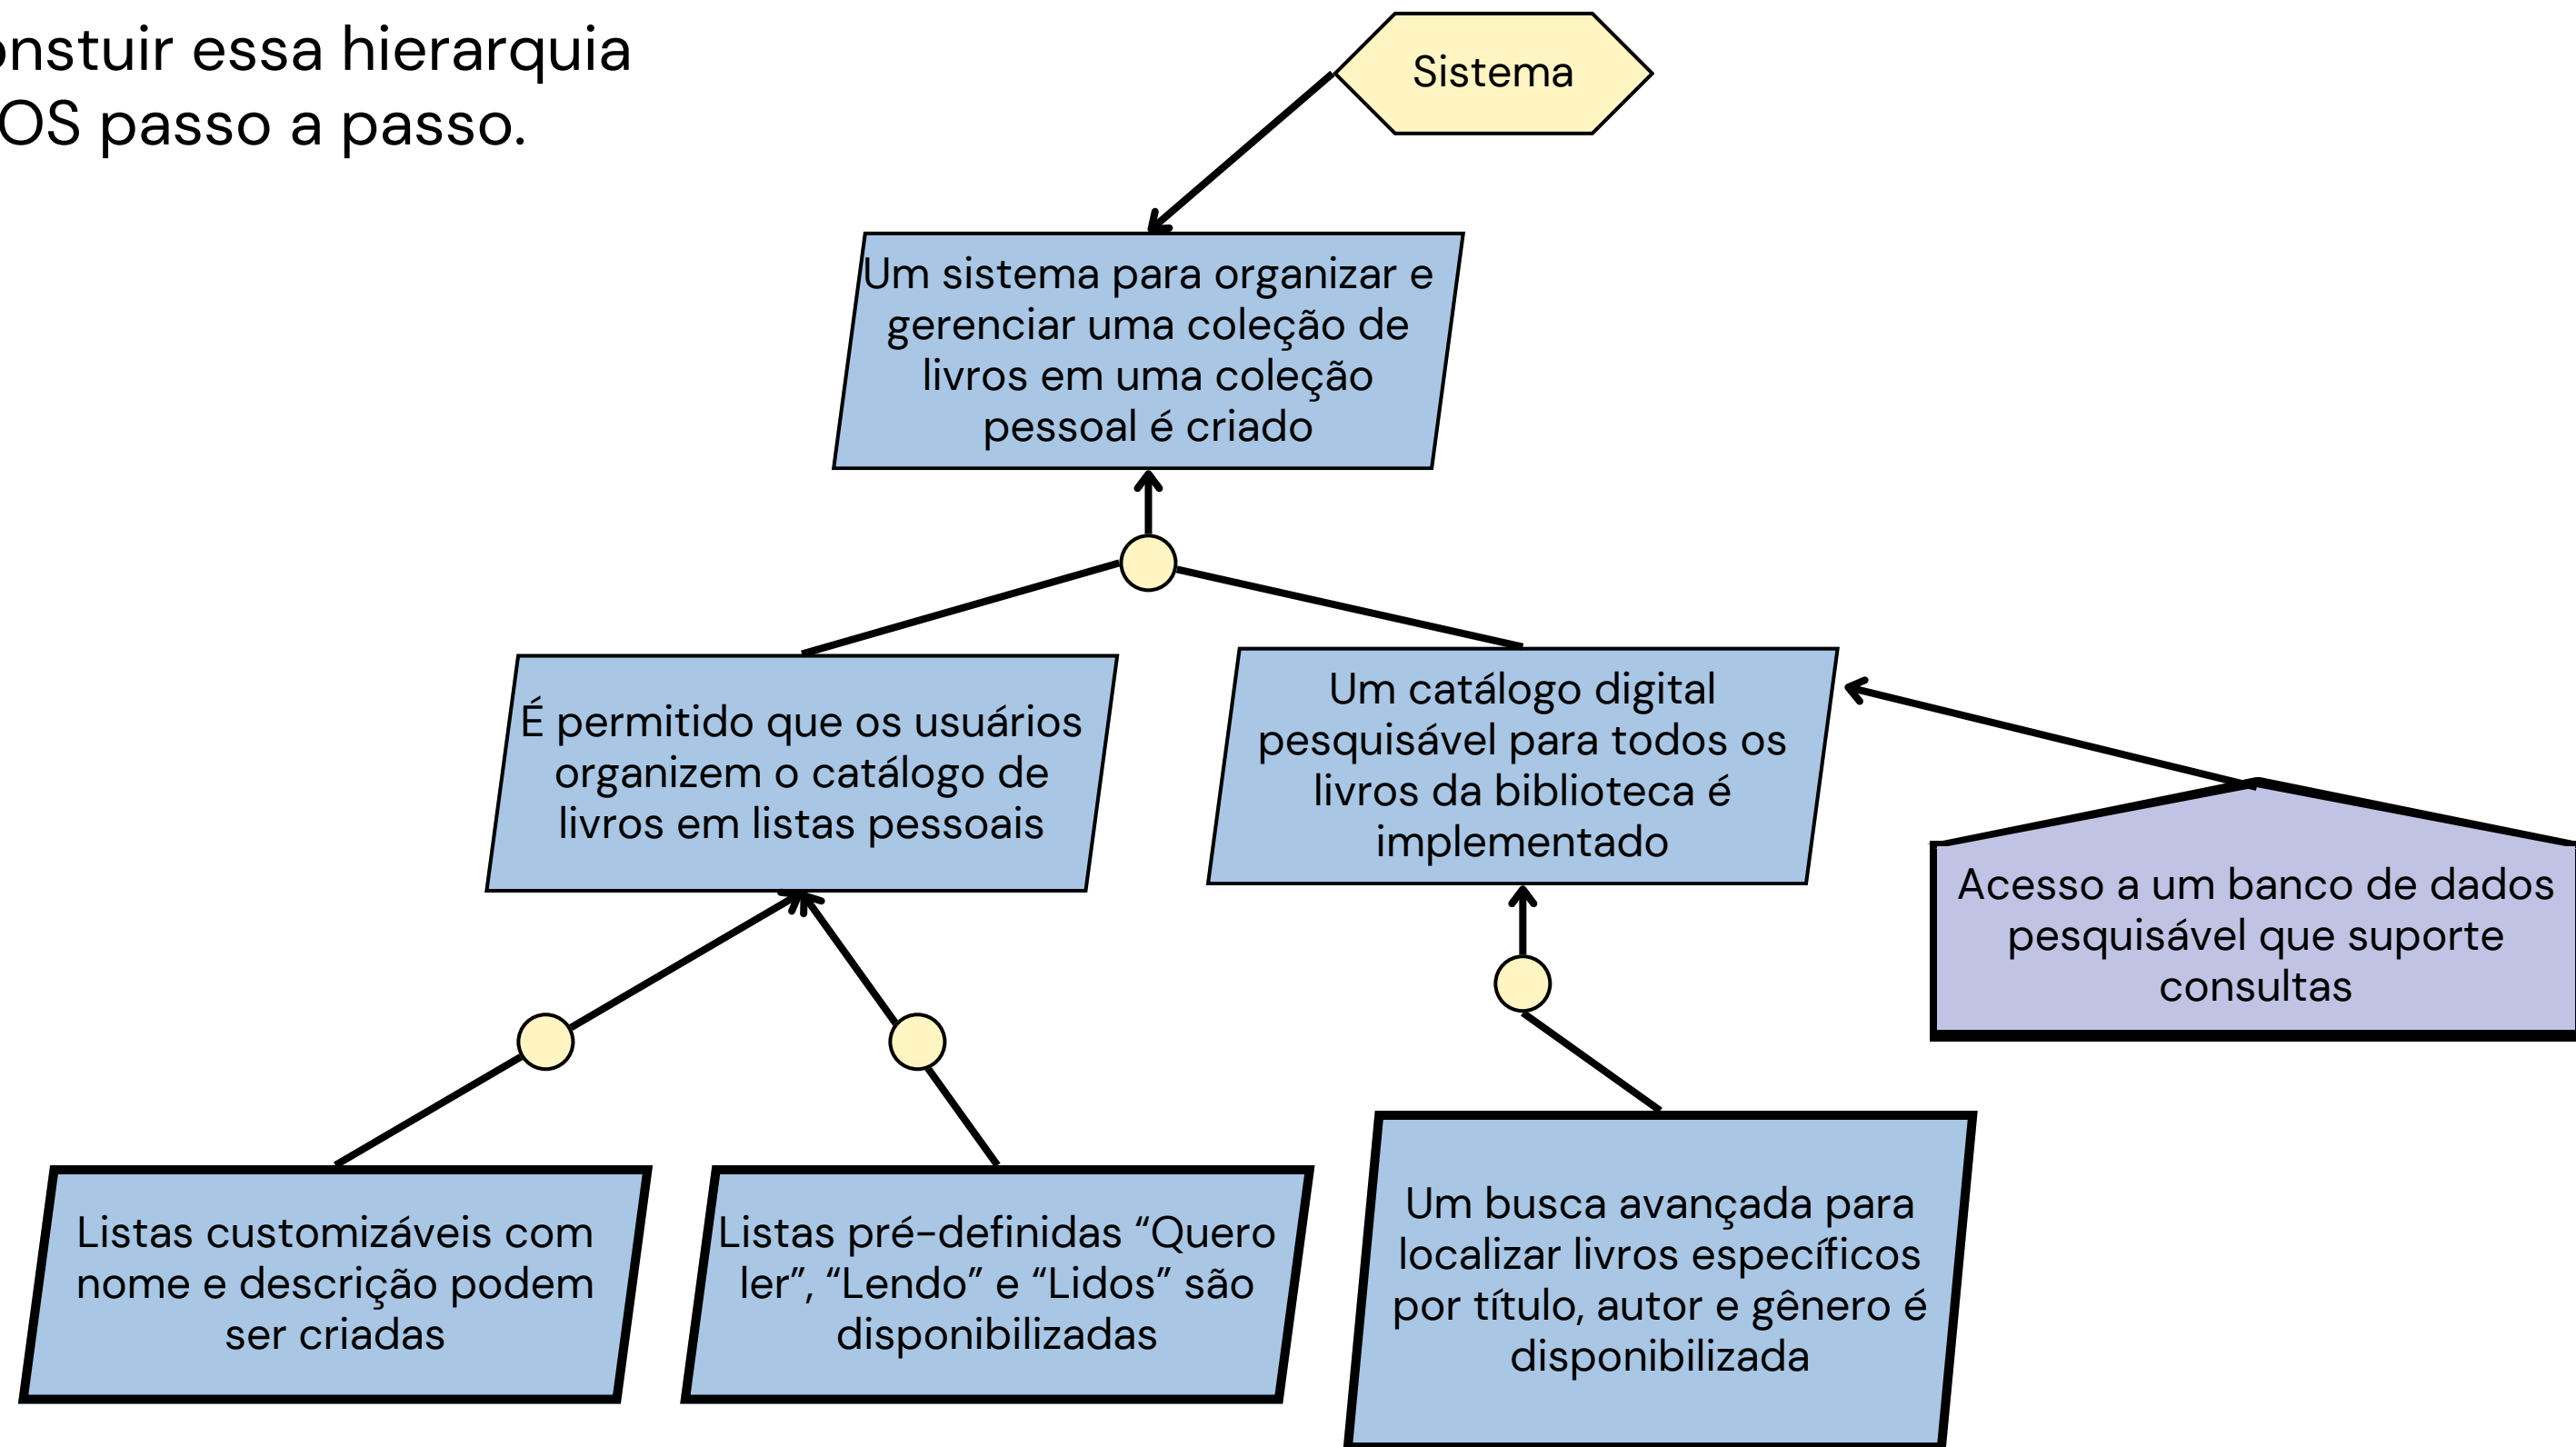 onstuir essa hierarquia
OS passo a passo.
Sistema
Um sistema para organizar e
gerenciar uma coleção de
livros em uma coleção
pessoal é criado
É permitido que os usuários
organizem o catálogo de
livros em listas pessoais
Um catálogo digital
pesquisável para todos os
livros da biblioteca é
implementado
Acesso a um banco de dados
pesquisável que suporte
consultas
Listas customizáveis com
nome e descrição podem
ser criadas
Listas pré-definidas “Quero
ler”, “Lendo” e “Lidos” são
disponibilizadas
Um busca avançada para
localizar livros específicos
por título, autor e gênero é
disponibilizada